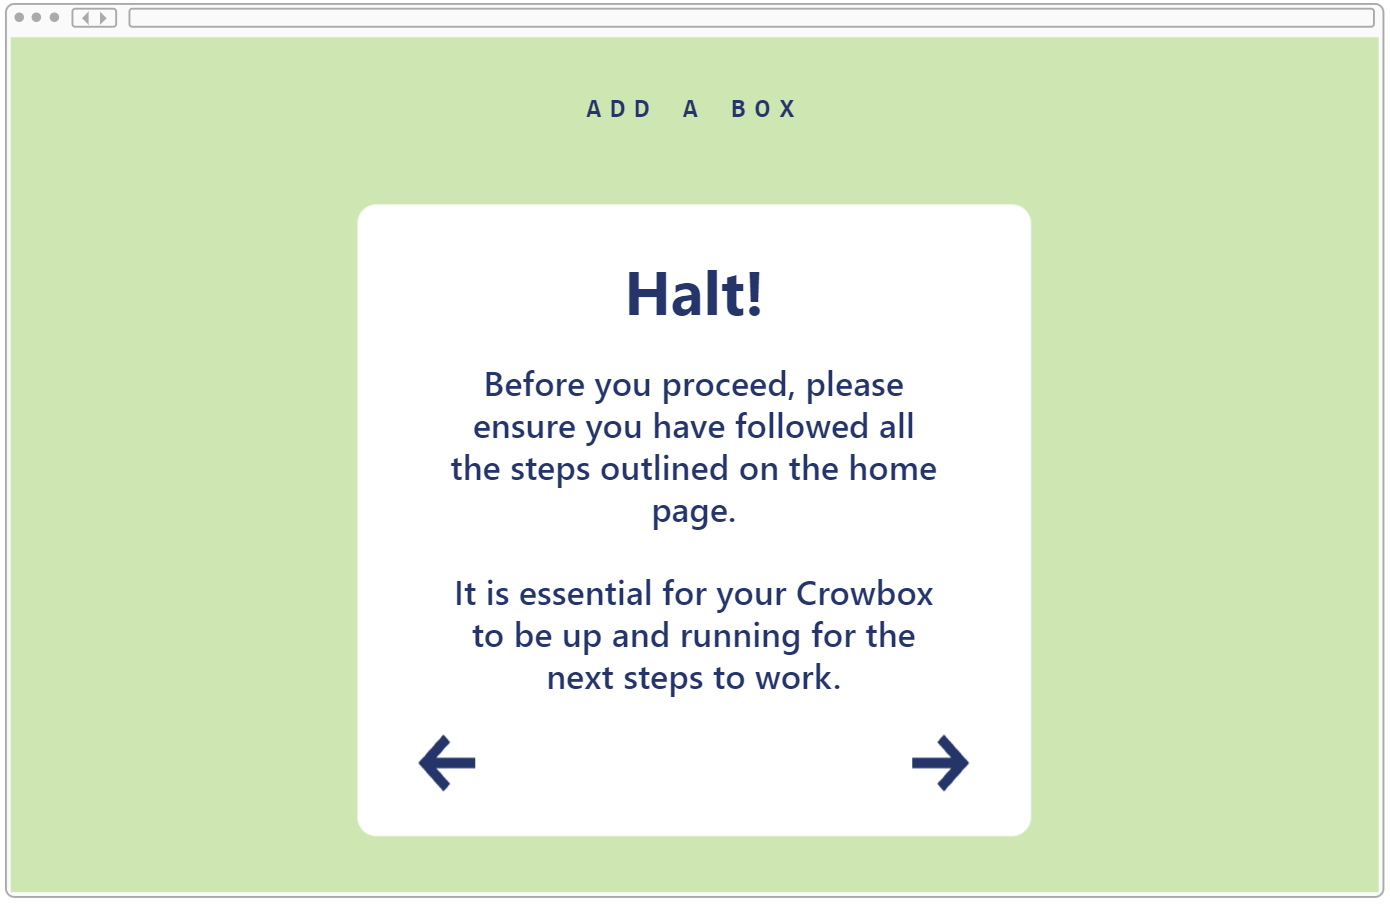 ADD A BOX
Halt!
Before you proceed, please
ensure you have followed all
the steps outlined on the home
page.
It is essential for your Crowbox
to be up and running for the
next steps to work.